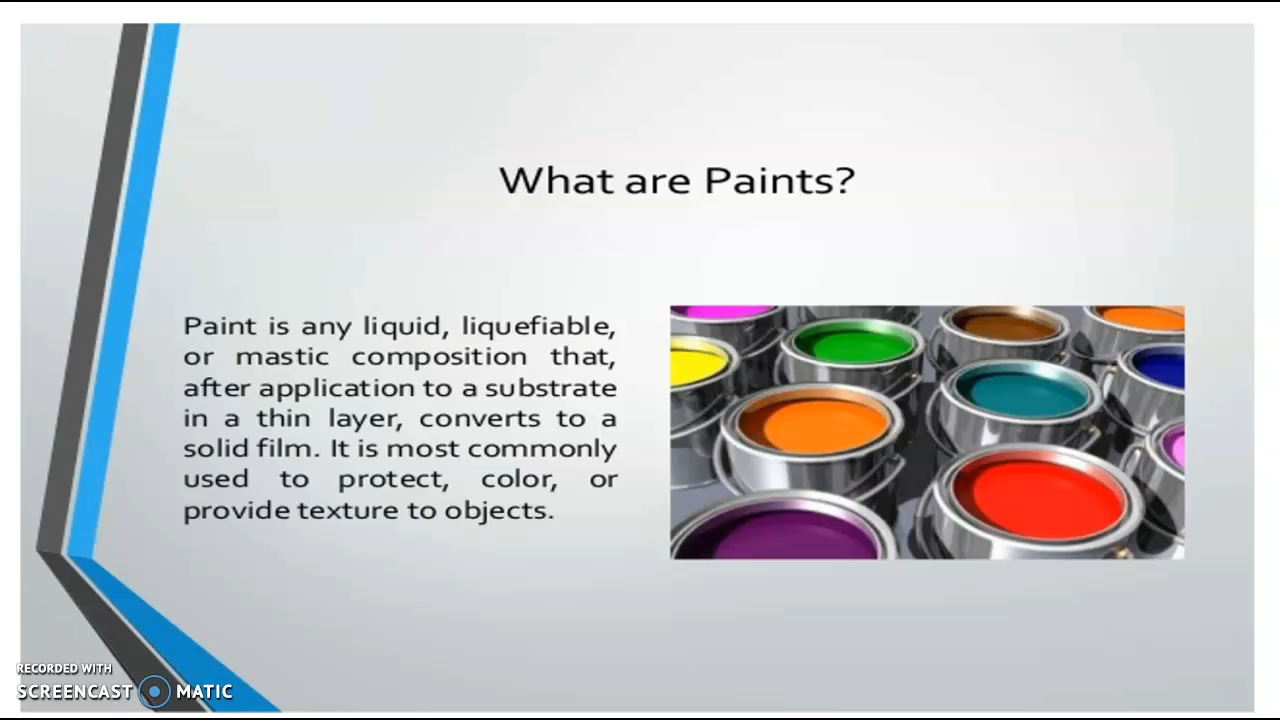 What are Paints?
Paint is any liquid, liquefiable,
or mastic composition that,
after application to a substrate
in a thin layer, converts to a
solid film. It is most commonly
used to protect, color, or
provide texture to objects.
RECORDED WITH
SCREENCAST MATIC